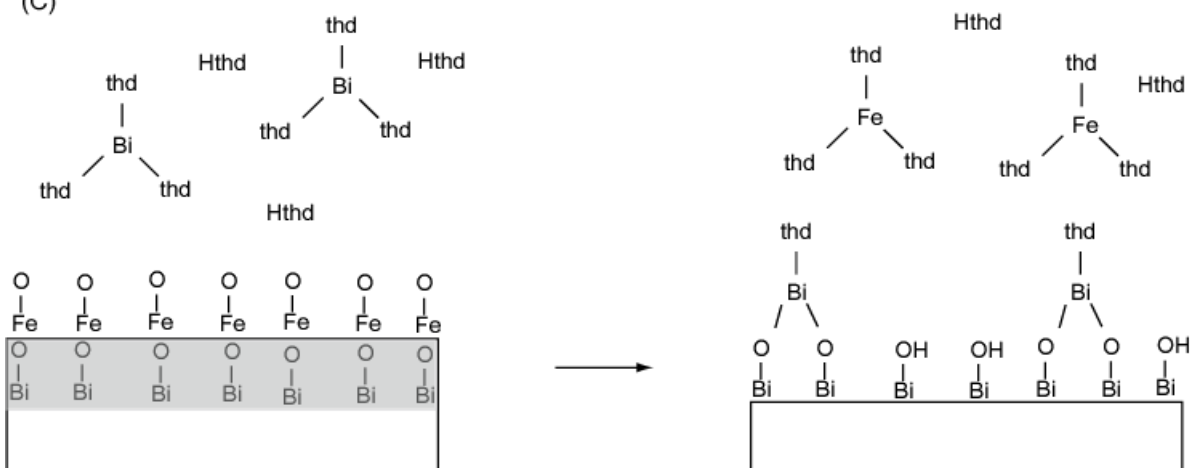 (C)
thd
Hthd
Hthd
thd
Bi
Bi
thd
thd
thd
thd
Hthd
O O O O O O O
Fe Fe Fe Fe Fe Fe Fe
O O O O O O O
Bi Bi Bi Bi Bi Bi Bi
Hthd
thd
thd
Hthd
Fe
Fe
thd
thd
thd
thd
thd
thd
Bi
Bi
O O OH OH O O OH
Bi Bi Bi Bi Bi Bi Bi